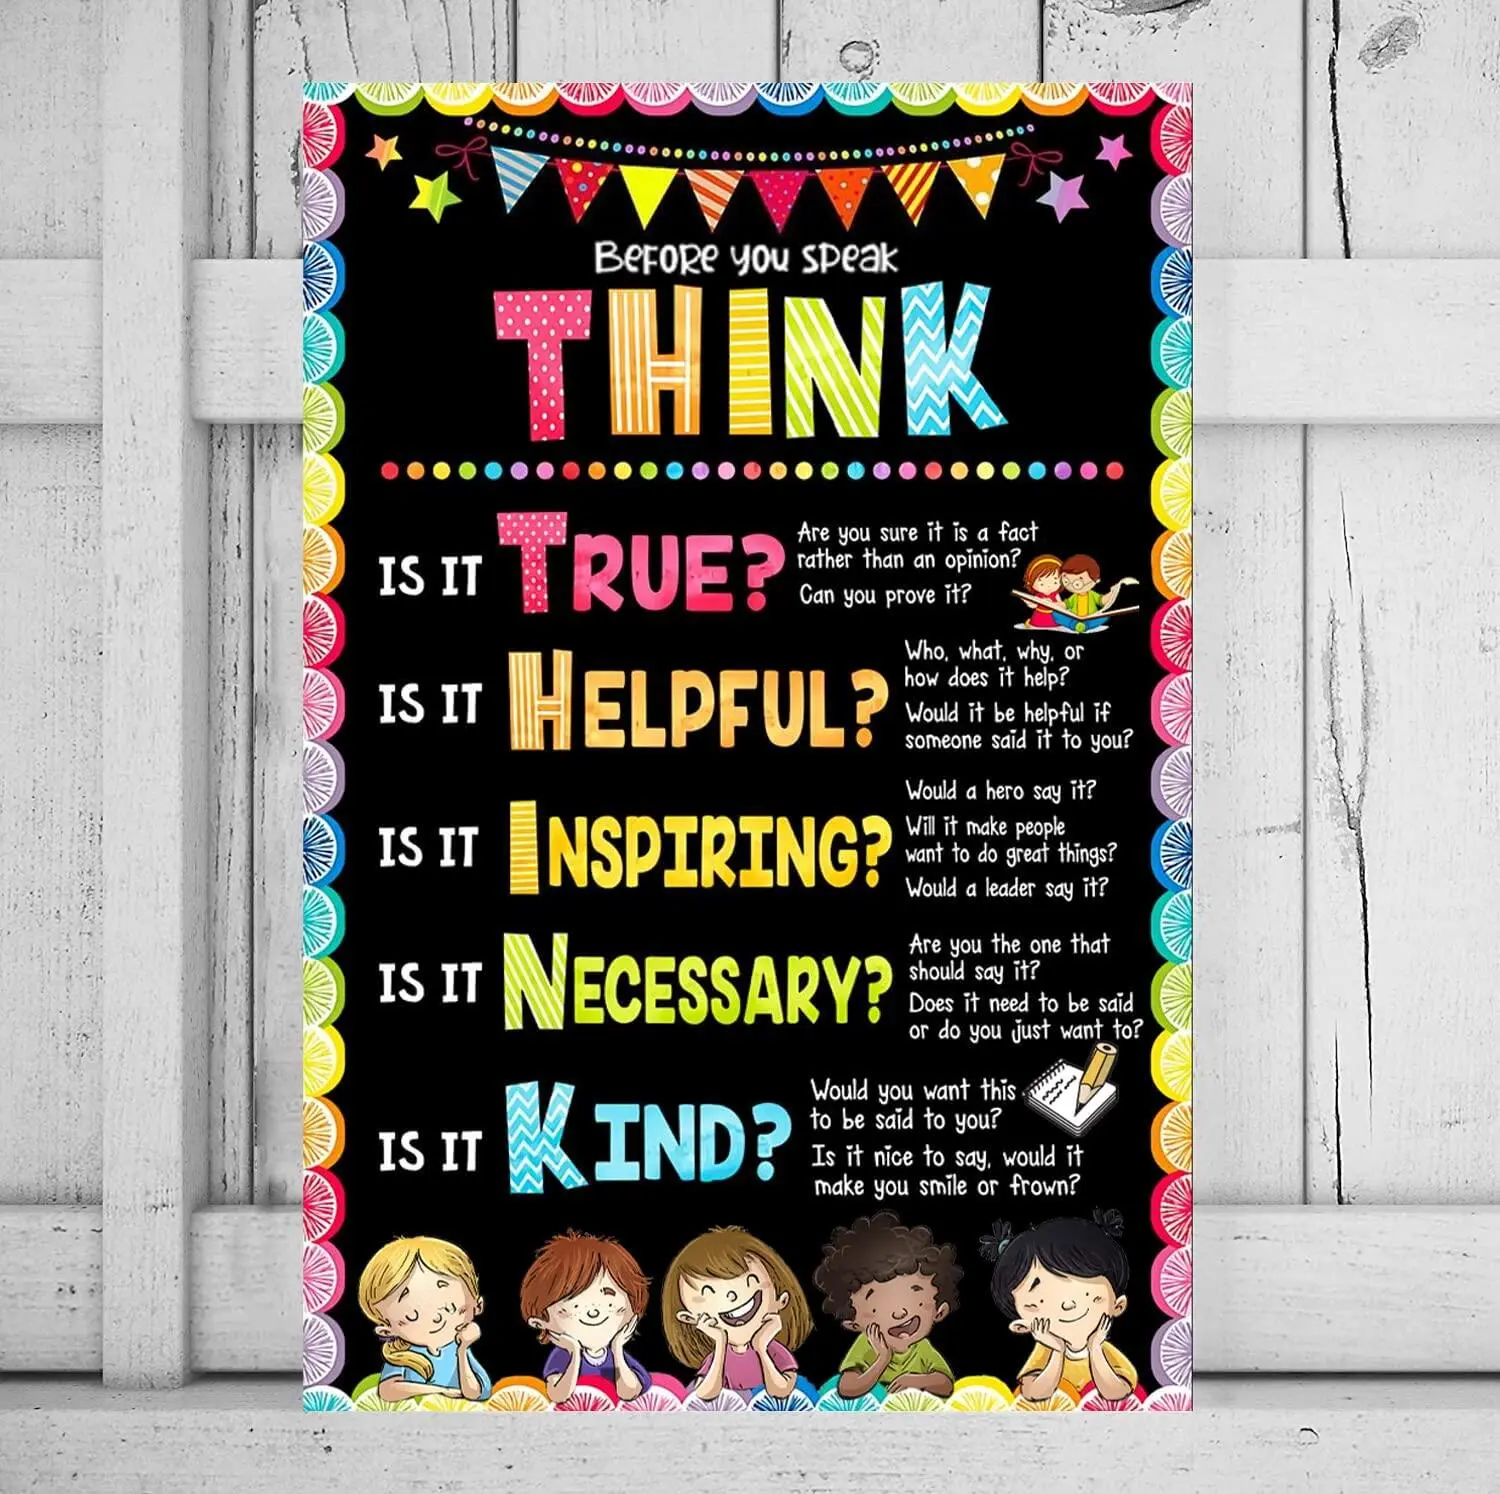 Before you speak
THINK
IS IT TRUE?
Are you sure it is a fact
rather than an opinion?
Can you prove it?
IS IT HELPFUL?
Who, what, why, or
how does it help?
Would it be helpful if
someone said it to you?
IS IT INSPIRING?
Would a hero say it?
Will it make people
want to do great things?
Would a leader say it?
IS IT NECESSARY?
Are you the one that
should say it?
Does it need to be said
or do you just want to?
IS IT KIND?
Would you want this
to be said to you?
Is it nice to say, would it
make you smile or frown?